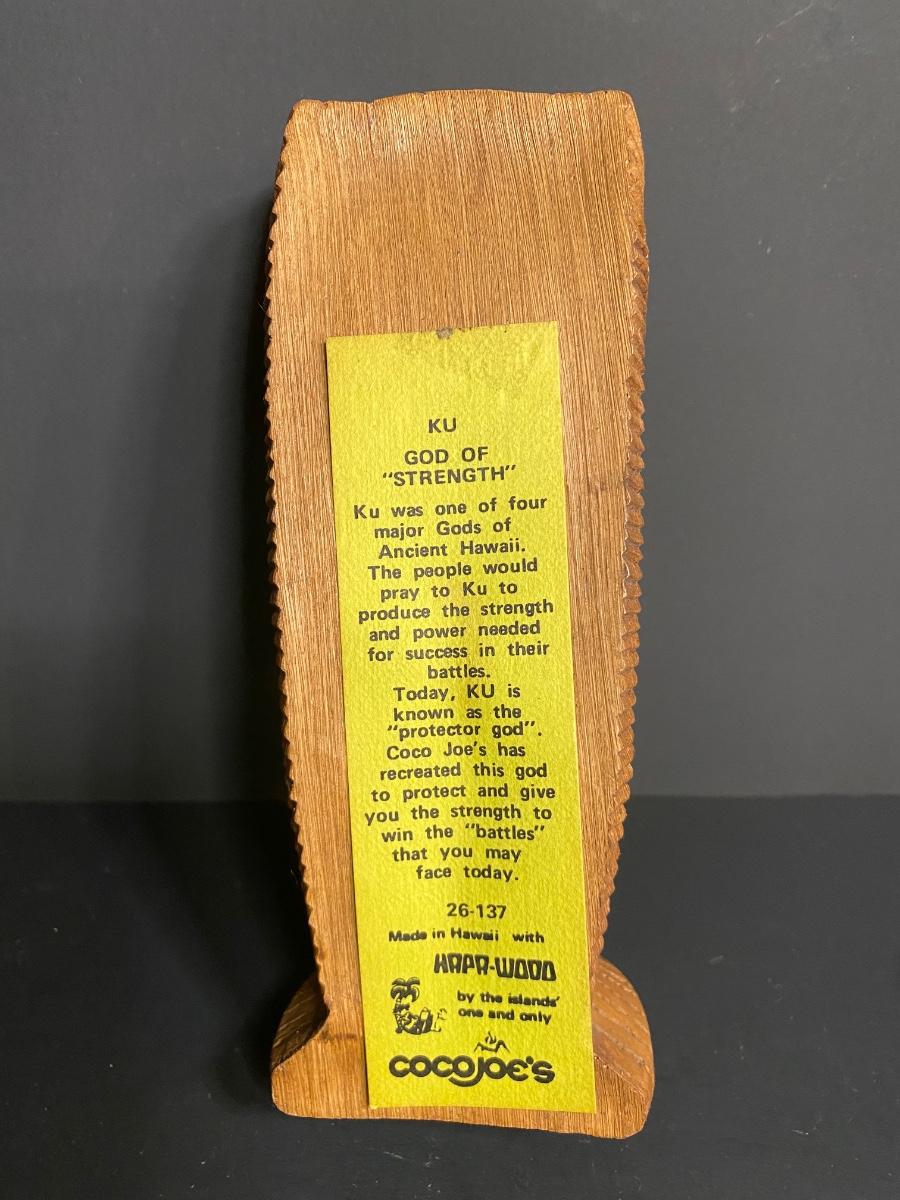 KU
GOD OF
"STRENGTH"
Ku was one of four
major Gods of
Ancient Hawaii.
The people would
pray to Ku to
produce the strength
and power needed
for success in their
battles.
Today, KU is
known as the
"protector god".
Coco Joe's has
recreated this god
to protect and give
you the strength to
win the "battles"
that you may
face today.
26-137
Made in Hawaii with
HAPA-WOOD
by the islands'
one and only
COCO JOE'S